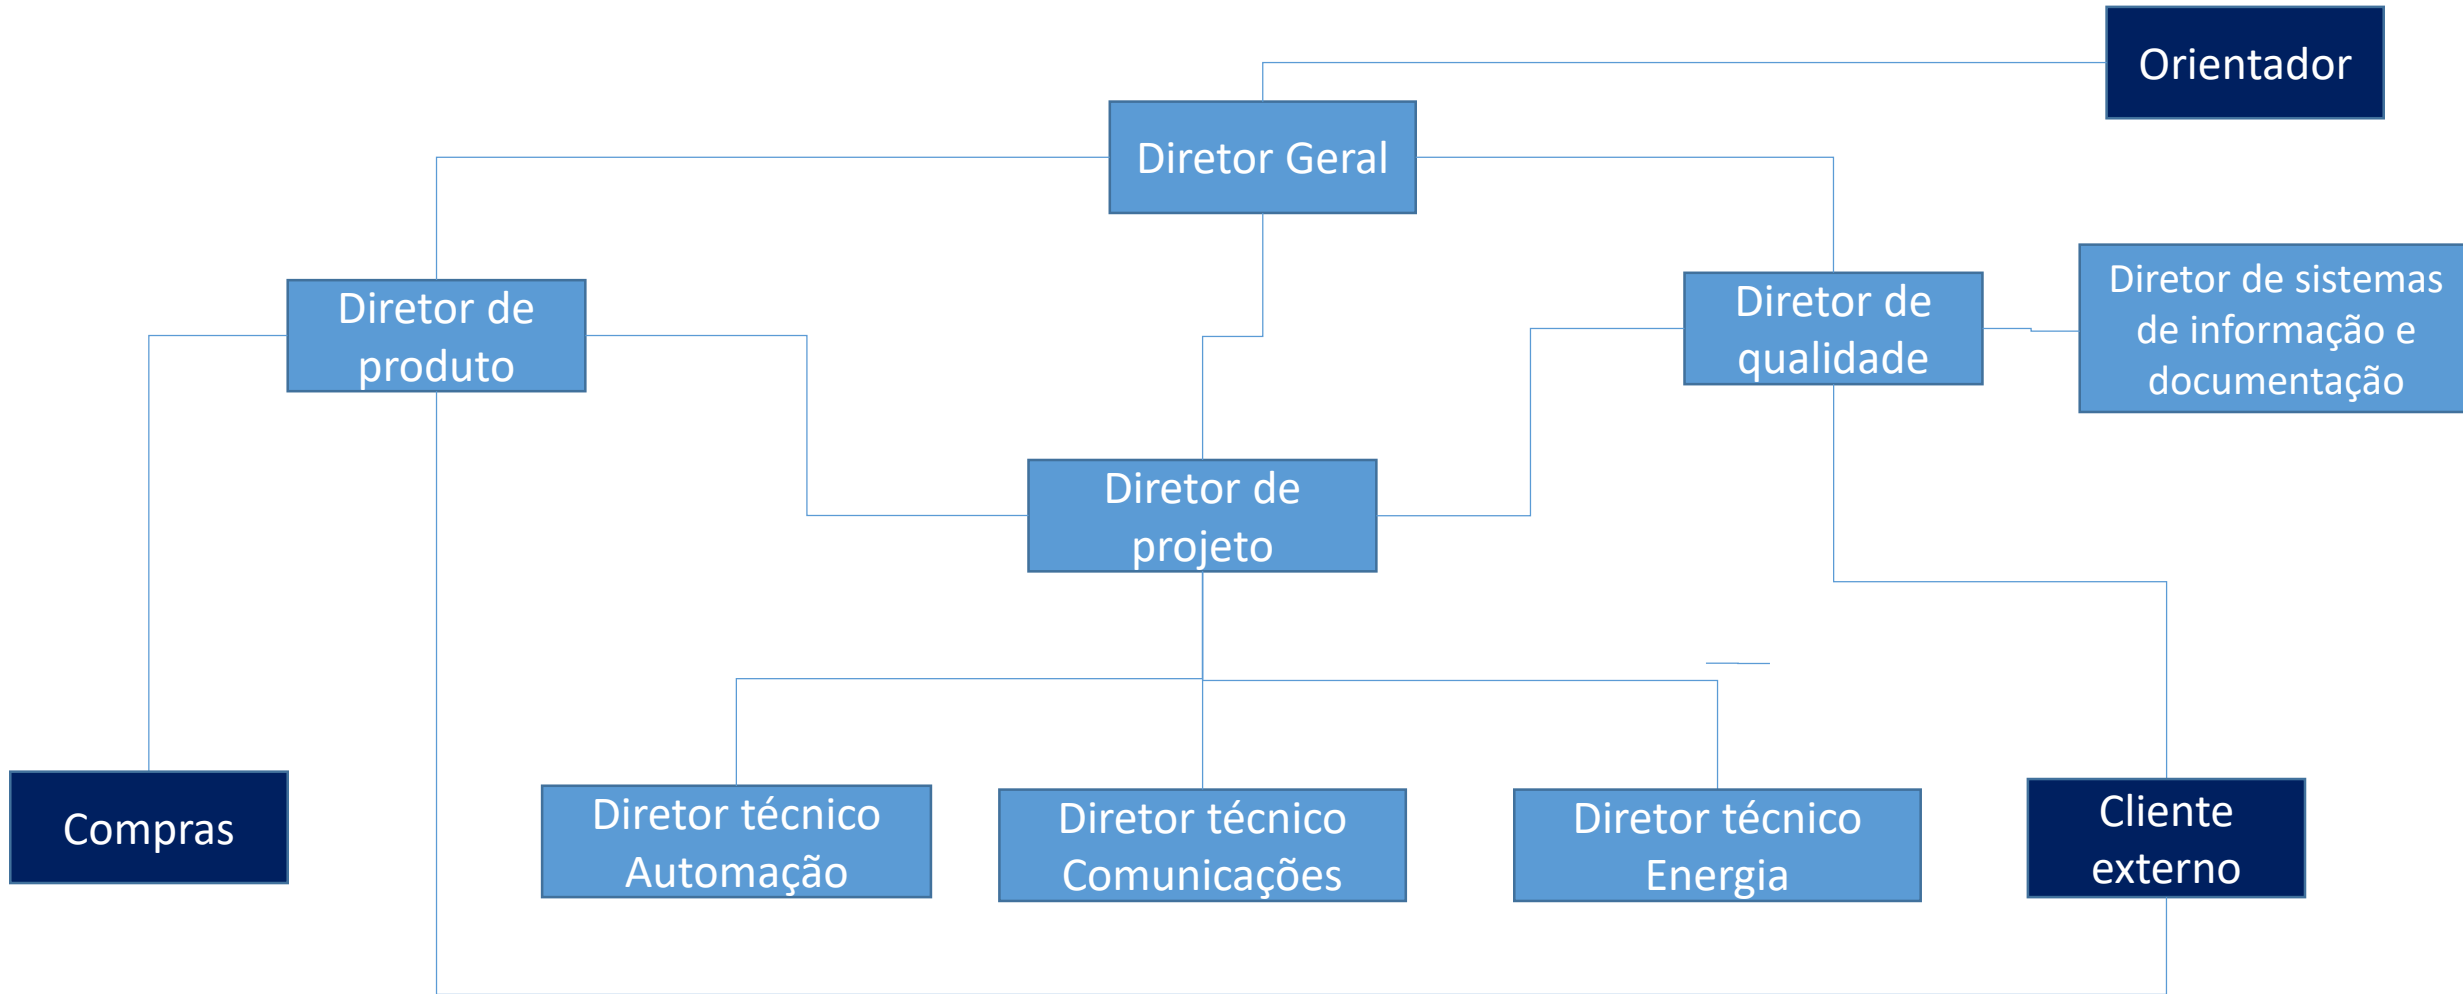 Orientador
Diretor Geral
Diretor de
produto
Diretor de
qualidade
Diretor de sistemas
de informação e
documentação
Diretor de
projeto
Compras
Diretor técnico
Automação
Diretor técnico
Comunicações
Diretor técnico
Energia
Cliente
externo